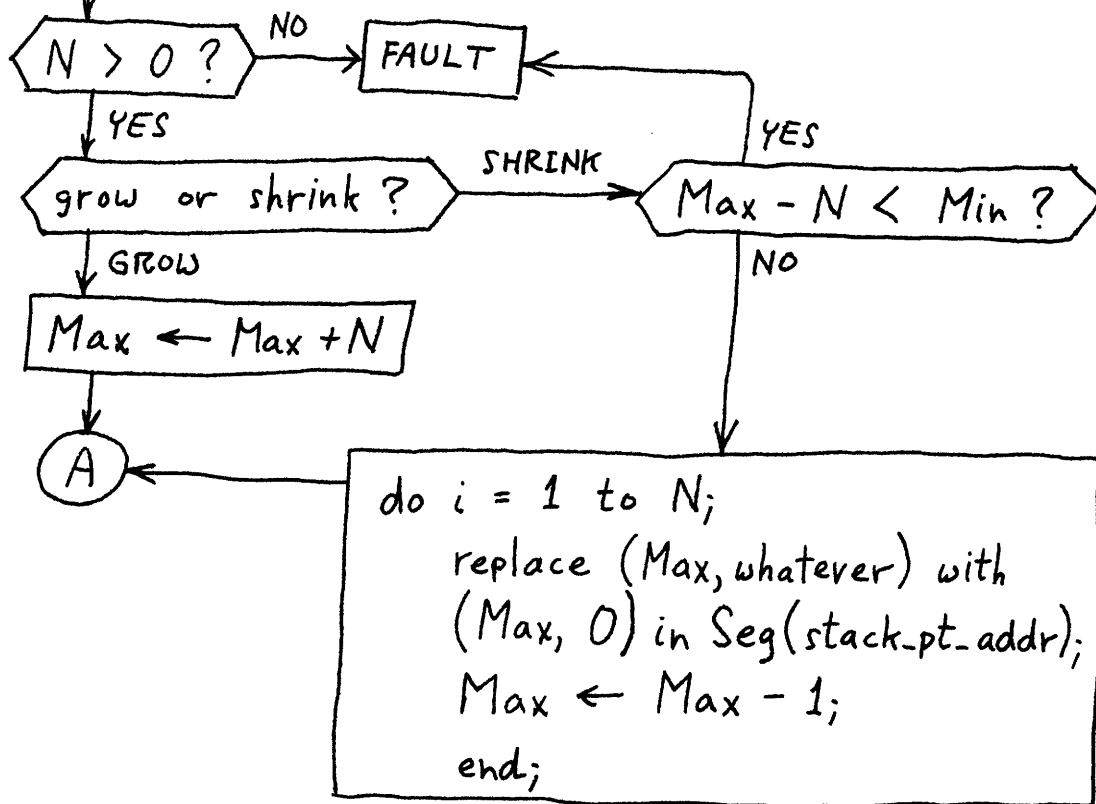 N > 0 ?
NO
FAULT
YES
YES
grow or shrink ?
SHRINK
Max - N < Min ?
GROW
NO
Max ← Max + N
A
do i = 1 to N;
replace (Max, whatever) with
(Max, 0) in Seg(stack_pt_addr);
Max ← Max - 1;
end;